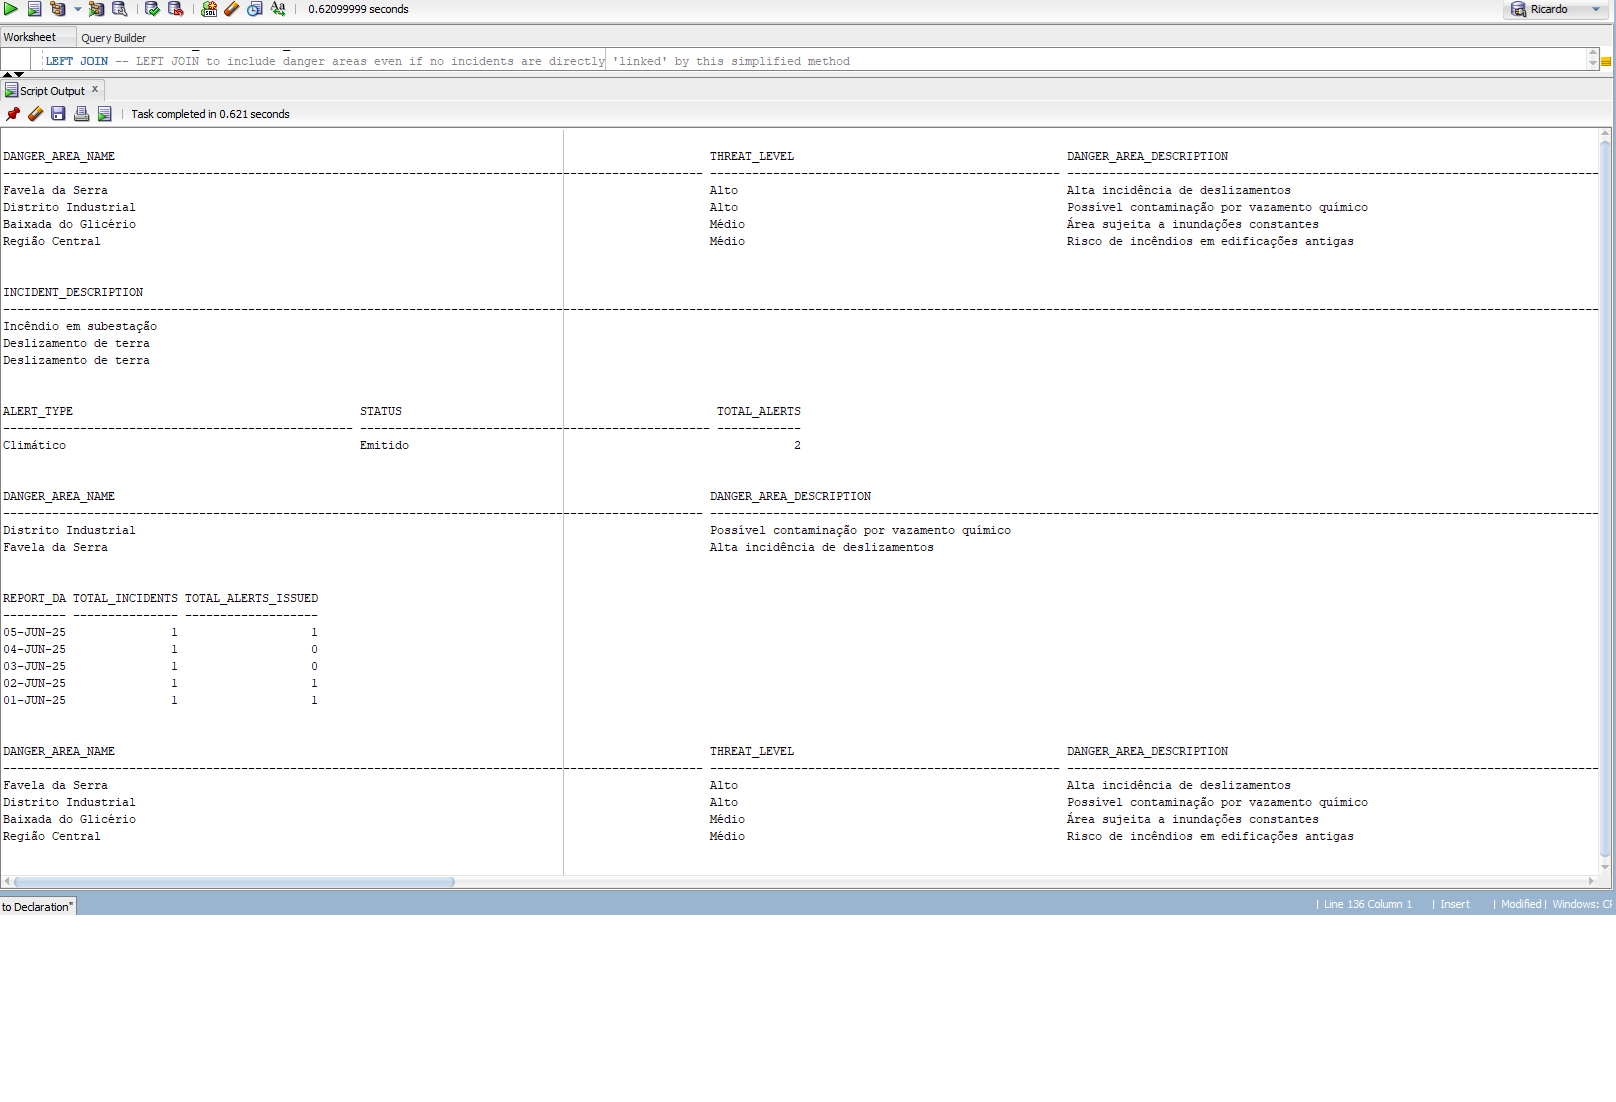 0.62099999 seconds
Ricardo
Worksheet Query Builder
LEFT JOIN -- LEFT JOIN to include danger areas even if no incidents are directly 'linked' by this simplified method
Script Output x
Task completed in 0.621 seconds
DANGER_AREA_NAME THREAT_LEVEL DANGER_AREA_DESCRIPTION
Favela da Serra Alto Alta incidência de deslizamentos
Distrito Industrial Alto Possível contaminação por vazamento químico
Baixada do Glicério Médio Área sujeita a inundações constantes
Região Central Médio Risco de incêndios em edificações antigas
INCIDENT_DESCRIPTION
Incêndio em subestação
Deslizamento de terra
Deslizamento de terra
ALERT_TYPE STATUS TOTAL_ALERTS
Climático Emitido 2
DANGER_AREA_NAME DANGER_AREA_DESCRIPTION
Distrito Industrial Possível contaminação por vazamento químico
Favela da Serra Alta incidência de deslizamentos
REPORT_DA TOTAL_INCIDENTS TOTAL_ALERTS_ISSUED
05-JUN-25 1 1
04-JUN-25 1 0
03-JUN-25 1 0
02-JUN-25 1 1
01-JUN-25 1 1
DANGER_AREA_NAME THREAT_LEVEL DANGER_AREA_DESCRIPTION
Favela da Serra Alto Alta incidência de deslizamentos
Distrito Industrial Alto Possível contaminação por vazamento químico
Baixada do Glicério Médio Área sujeita a inundações constantes
Região Central Médio Risco de incêndios em edificações antigas
to Declaration"
| Line 136 Column 1 | Insert | Modified | Windows: